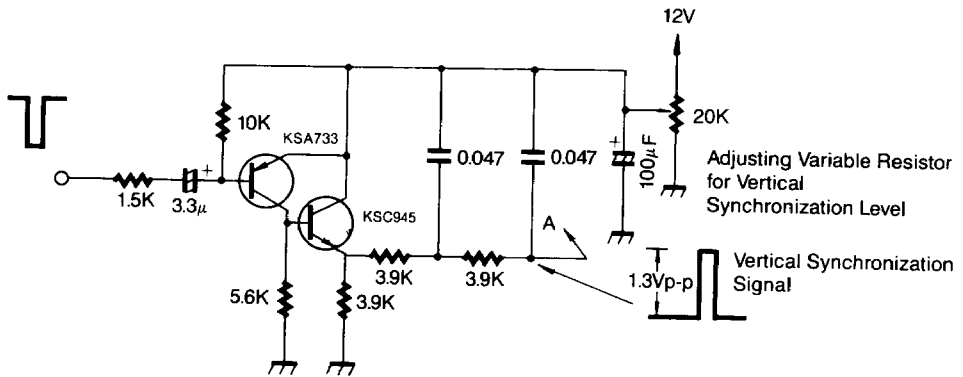 12V
10K
KSA733
20K
0.047
0.047
+
100μF
+
Adjusting Variable Resistor
for Vertical
Synchronization Level
1.5K
3.3μ
KSC945
A
3.9K
3.9K
Vertical Synchronization
Signal
1.3Vp-p
5.6K
3.9K